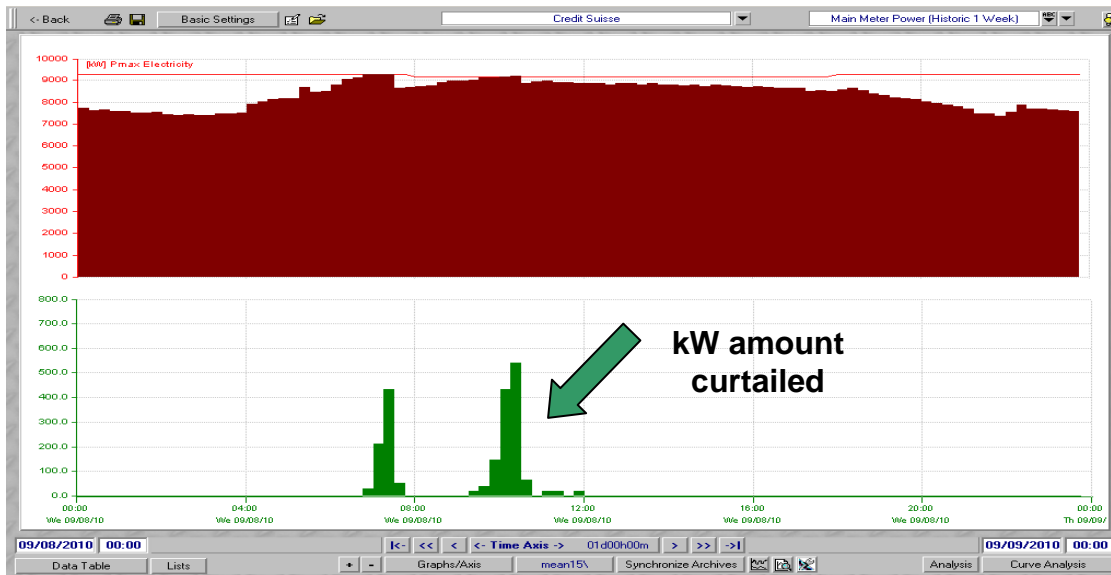 <- Back Basic Settings Credit Suisse Main Meter Power (Historic 1 Week) ABC
[kW] Pmax Electricity
10000
9000
8000
7000
6000
5000
4000
3000
2000
1000
0
800.0
700.0
600.0
500.0
400.0
300.0
200.0
100.0
0.0
kW amount
curtailed
00:00 04:00 08:00 12:00 16:00 20:00 00:00
We 09/08/10 We 09/08/10 We 09/08/10 We 09/08/10 We 09/08/10 We 09/08/10 Th 09/09/
09/08/2010 00:00 |<- << < <- Time Axis -> 01d00h00m > >> ->| 09/09/2010 00:00
Data Table Lists + - Graphs/Axis mean15\ Synchronize Archives Analysis Curve Analysis